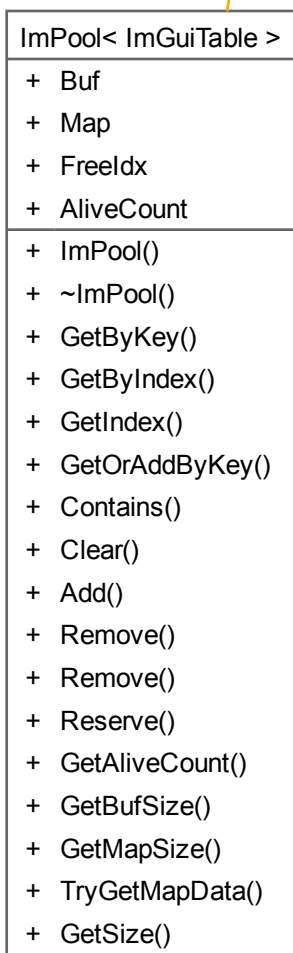 ImPool< ImGuiTable >
+ Buf
+ Map
+ FreeIdx
+ AliveCount
+ ImPool()
+ ~ImPool()
+ GetByKey()
+ GetByIndex()
+ GetIndex()
+ GetOrAddByKey()
+ Contains()
+ Clear()
+ Add()
+ Remove()
+ Remove()
+ Reserve()
+ GetAliveCount()
+ GetBufSize()
+ GetMapSize()
+ TryGetMapData()
+ GetSize()